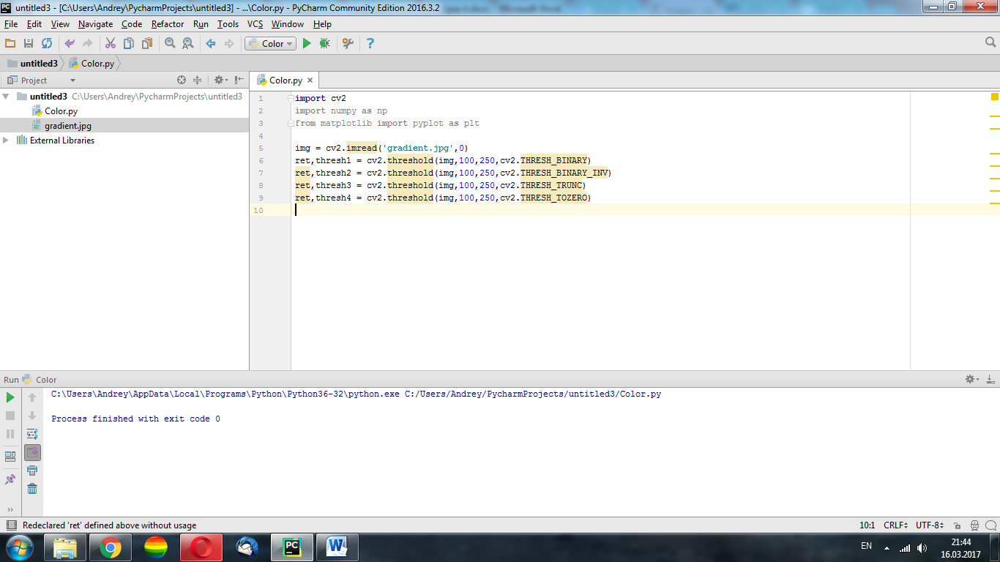 untitled3 - [C:\Users\Andrey\PycharmProjects\untitled3] - ...\Color.py - PyCharm Community Edition 2016.3.2
File Edit View Navigate Code Refactor Run Tools VCS Window Help
Color
untitled3 Color.py
Project
Color.py
untitled3 C:\Users\Andrey\PycharmProjects\untitled3
Color.py
gradient.jpg
External Libraries
1 import cv2
2 import numpy as np
3 from matplotlib import pyplot as plt
4
5 img = cv2.imread('gradient.jpg',0)
6 ret,thresh1 = cv2.threshold(img,100,250,cv2.THRESH_BINARY)
7 ret,thresh2 = cv2.threshold(img,100,250,cv2.THRESH_BINARY_INV)
8 ret,thresh3 = cv2.threshold(img,100,250,cv2.THRESH_TRUNC)
9 ret,thresh4 = cv2.threshold(img,100,250,cv2.THRESH_TOZERO)
10
Run Color
C:\Users\Andrey\AppData\Local\Programs\Python\Python36-32\python.exe C:/Users/Andrey/PycharmProjects/untitled3/Color.py
Process finished with exit code 0
Redeclared 'ret' defined above without usage
10:1 CRLF UTF-8
PC
W
EN
21:44
16.03.2017